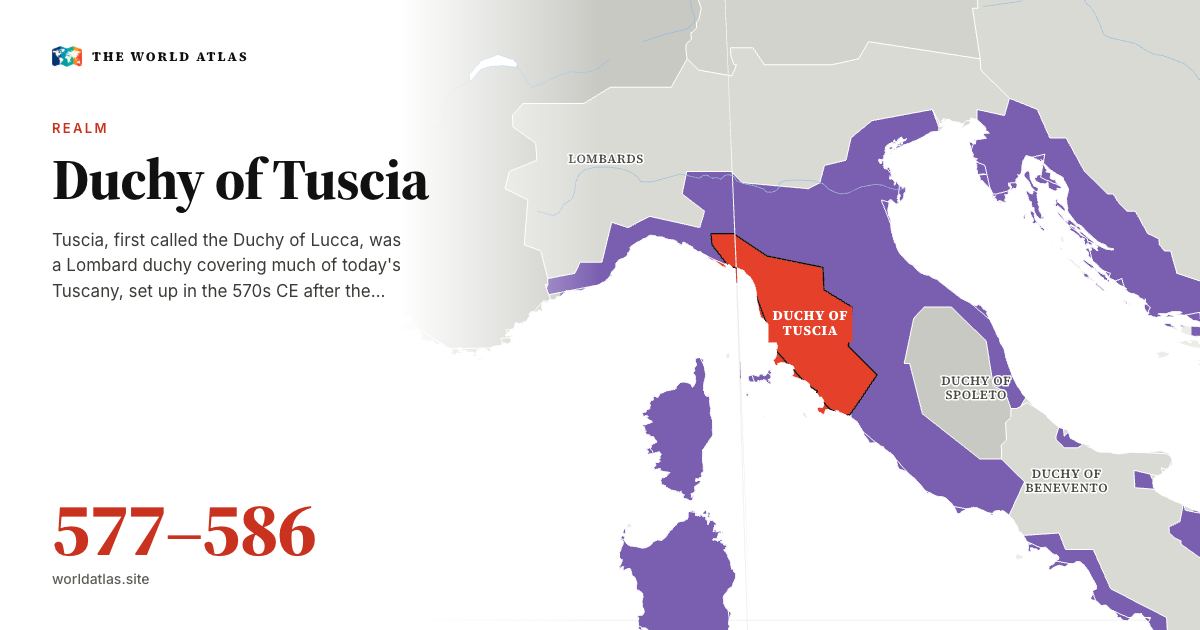 THE WORLD ATLAS
REALM
Duchy of Tuscia
Tuscia, first called the Duchy of Lucca, was
a Lombard duchy covering much of today's
Tuscany, set up in the 570s CE after the...
577–586
worldatlas.site
LOMBARDS
DUCHY OF
TUSCIA
DUCHY OF
SPOLETO
DUCHY OF
BENEVENTO